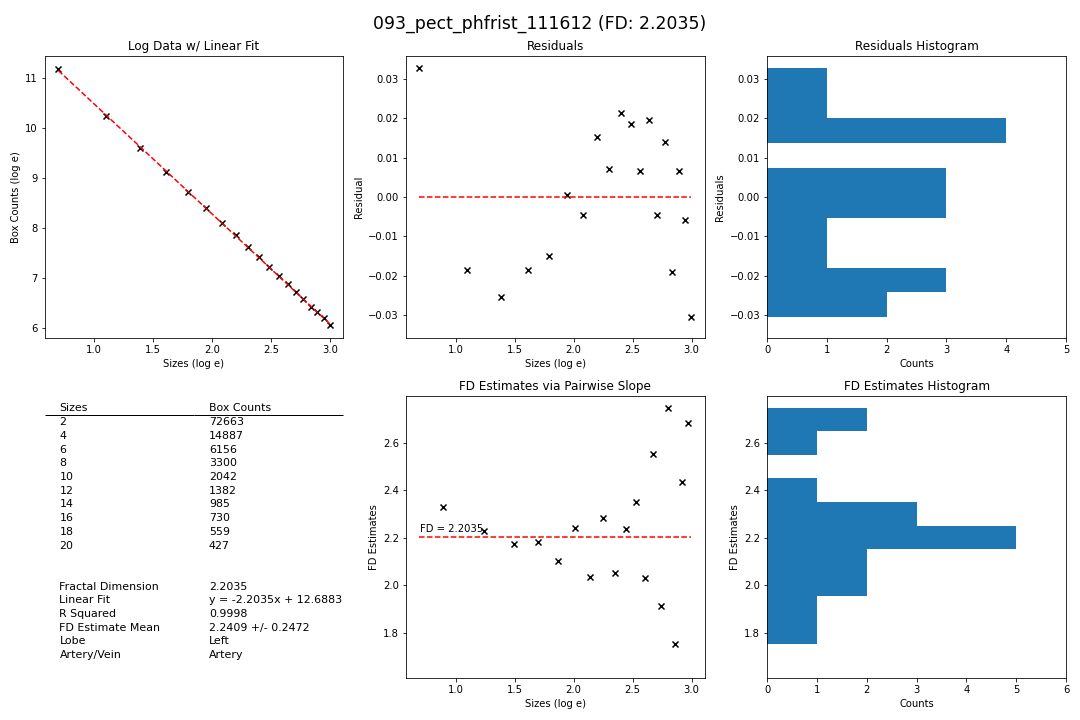 093_pect_phfrist_111612 (FD: 2.2035)
Log Data w/ Linear Fit
Box Counts (log e)
11
10
9
8
7
6
1.0 1.5 2.0 2.5 3.0
Sizes (log e)
Residuals
Residual
0.03
0.02
0.01
0.00
−0.01
−0.02
−0.03
1.0 1.5 2.0 2.5 3.0
Sizes (log e)
Residuals Histogram
Residuals
0.03
0.02
0.01
0.00
−0.01
−0.02
−0.03
0 1 2 3 4 5
Counts
Sizes Box Counts
2 72663
4 14887
6 6156
8 3300
10 2042
12 1382
14 985
16 730
18 559
20 427
Fractal Dimension 2.2035
Linear Fit y = -2.2035x + 12.6883
R Squared 0.9998
FD Estimate Mean 2.2409 +/- 0.2472
Lobe Left
Artery/Vein Artery
FD Estimates via Pairwise Slope
FD Estimates
2.6
2.4
2.2
2.0
1.8
FD = 2.2035
1.0 1.5 2.0 2.5 3.0
Sizes (log e)
FD Estimates Histogram
FD Estimates
2.6
2.4
2.2
2.0
1.8
0 1 2 3 4 5 6
Counts